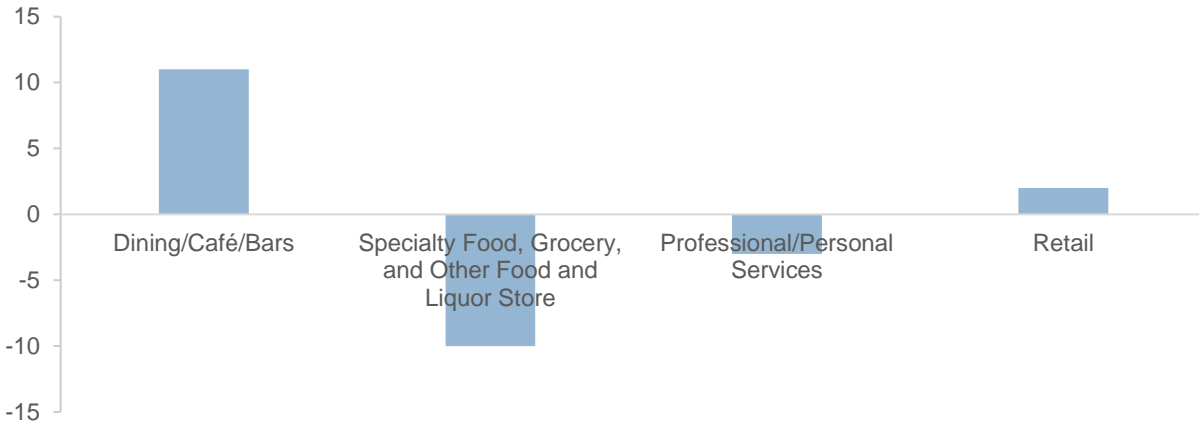 15
10
5
0
Dining/Café/Bars
Specialty Food, Grocery,
and Other Food and
Liquor Store
Professional/Personal
Services
Retail
-5
-10
-15